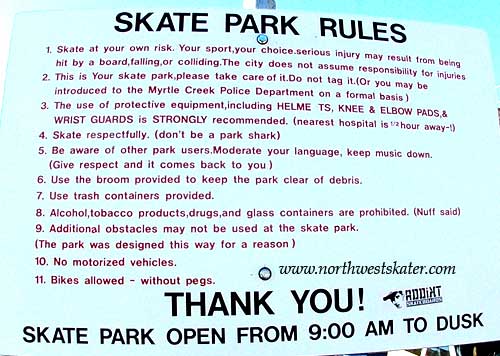 SKATE PARK RULES
1. Skate at your own risk. Your sport,your choice.serious injury may result from being
hit by a board,falling,or colliding.The city does not assume responsibility for injuries
2. This is Your skate park,please take care of it.Do not tag it.(Or you may be
introduced to the Myrtle Creek Police Department on a formal basis)
3. The use of protective equipment,including HELME TS, KNEE & ELBOW PADS,&
WRIST GUARDS is STRONGLY recommended. (nearest hospital is 1/2 hour away-!)
4. Skate respectfully. (don't be a park shark)
5. Be aware of other park users.Moderate your language, keep music down.
(Give respect and it comes back to you)
6. Use the broom provided to keep the park clear of debris.
7. Use trash containers provided.
8. Alcohol,tobacco products,drugs,and glass containers are prohibited. (Nuff said)
9. Additional obstacles may not be used at the skate park.
(The park was designed this way for a reason)
10. No motorized vehicles.
11. Bikes allowed - without pegs.
www.northwestskater.com
THANK YOU!
ADDIKT
SKATEBOARDS
SKATE PARK OPEN FROM 9:00 AM TO DUSK